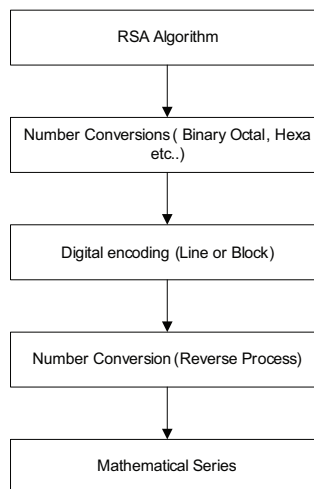 RSA Algorithm
Number Conversions ( Binary Octal, Hexa
etc..)
Digital encoding (Line or Block)
Number Conversion (Reverse Process)
Mathematical Series